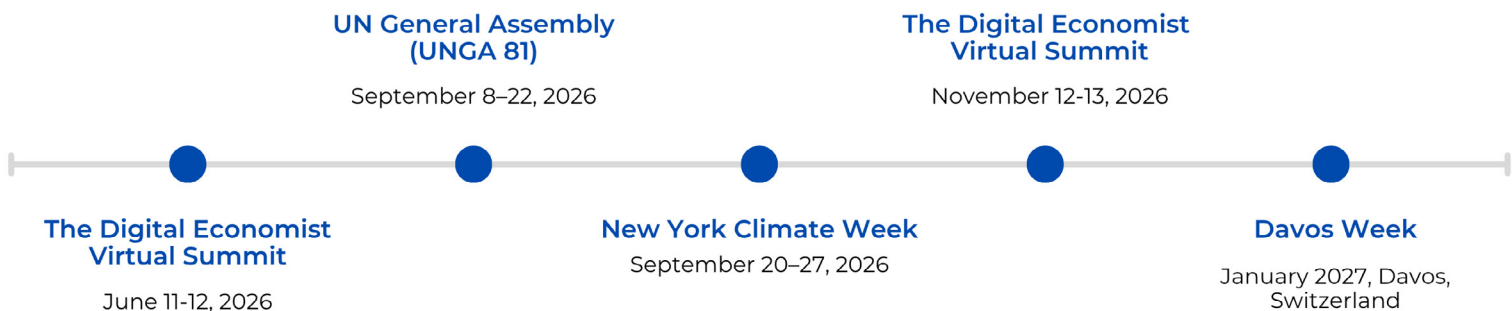 The Digital Economist
Virtual Summit
June 11-12, 2026
UN General Assembly
(UNGA 81)
September 8–22, 2026
New York Climate Week
September 20–27, 2026
The Digital Economist
Virtual Summit
November 12-13, 2026
Davos Week
January 2027, Davos,
Switzerland